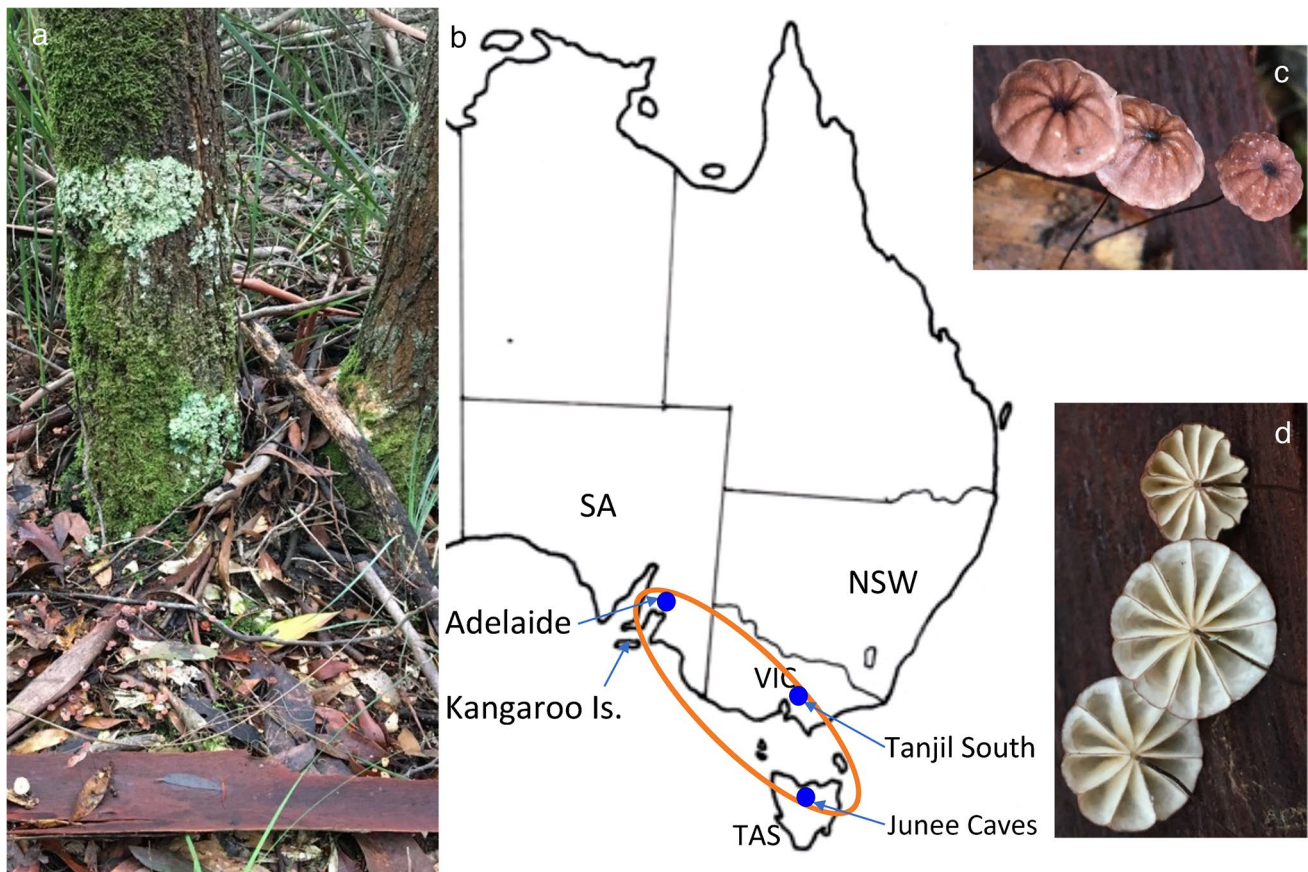 a
b
c
SA
NSW
Adelaide
VIC
Kangaroo Is.
Tanjil South
Junee Caves
TAS
d